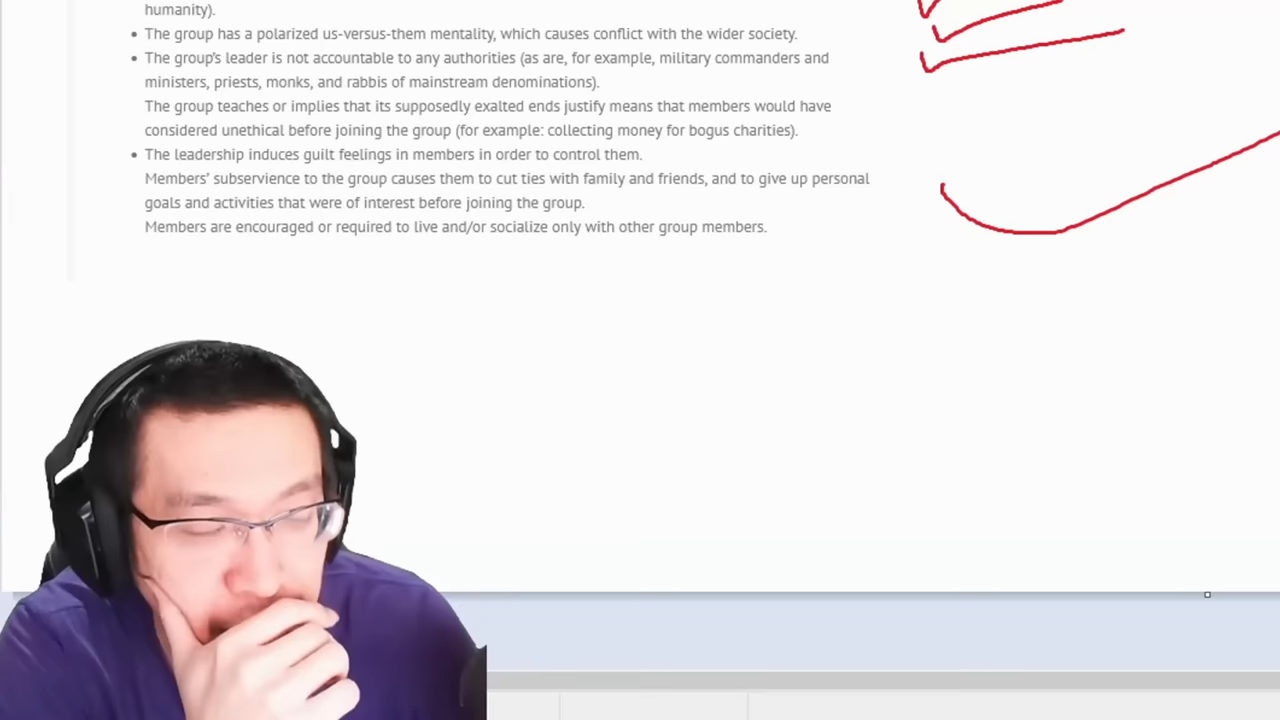 humanity).
• The group has a polarized us-versus-them mentality, which causes conflict with the wider society.
• The group's leader is not accountable to any authorities (as are, for example, military commanders and
ministers, priests, monks, and rabbis of mainstream denominations).
The group teaches or implies that its supposedly exalted ends justify means that members would have
considered unethical before joining the group (for example: collecting money for bogus charities).
• The leadership induces guilt feelings in members in order to control them.
Members' subservience to the group causes them to cut ties with family and friends, and to give up personal
goals and activities that were of interest before joining the group.
Members are encouraged or required to live and/or socialize only with other group members.